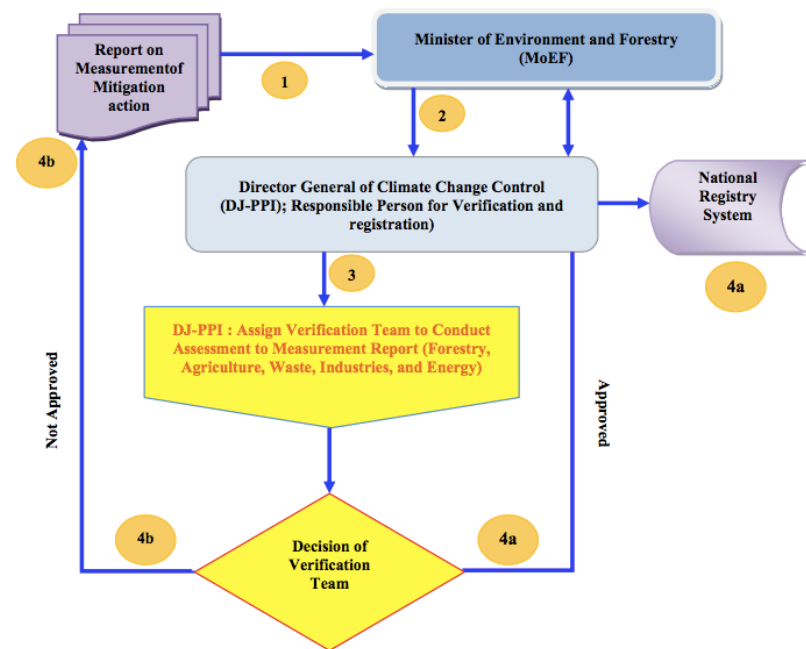 Report on
Measurementof
Mitigation
action
1
Minister of Environment and Forestry
(MoEF)
2
4b
Director General of Climate Change Control
(DJ-PPI); Responsible Person for Verification and
registration)
National
Registry
System
4a
3
DJ-PPI : Assign Verification Team to Conduct
Assessment to Measurement Report (Forestry,
Agriculture, Waste, Industries, and Energy)
Not Approved
Approved
4b
Decision of
Verification
Team
4a